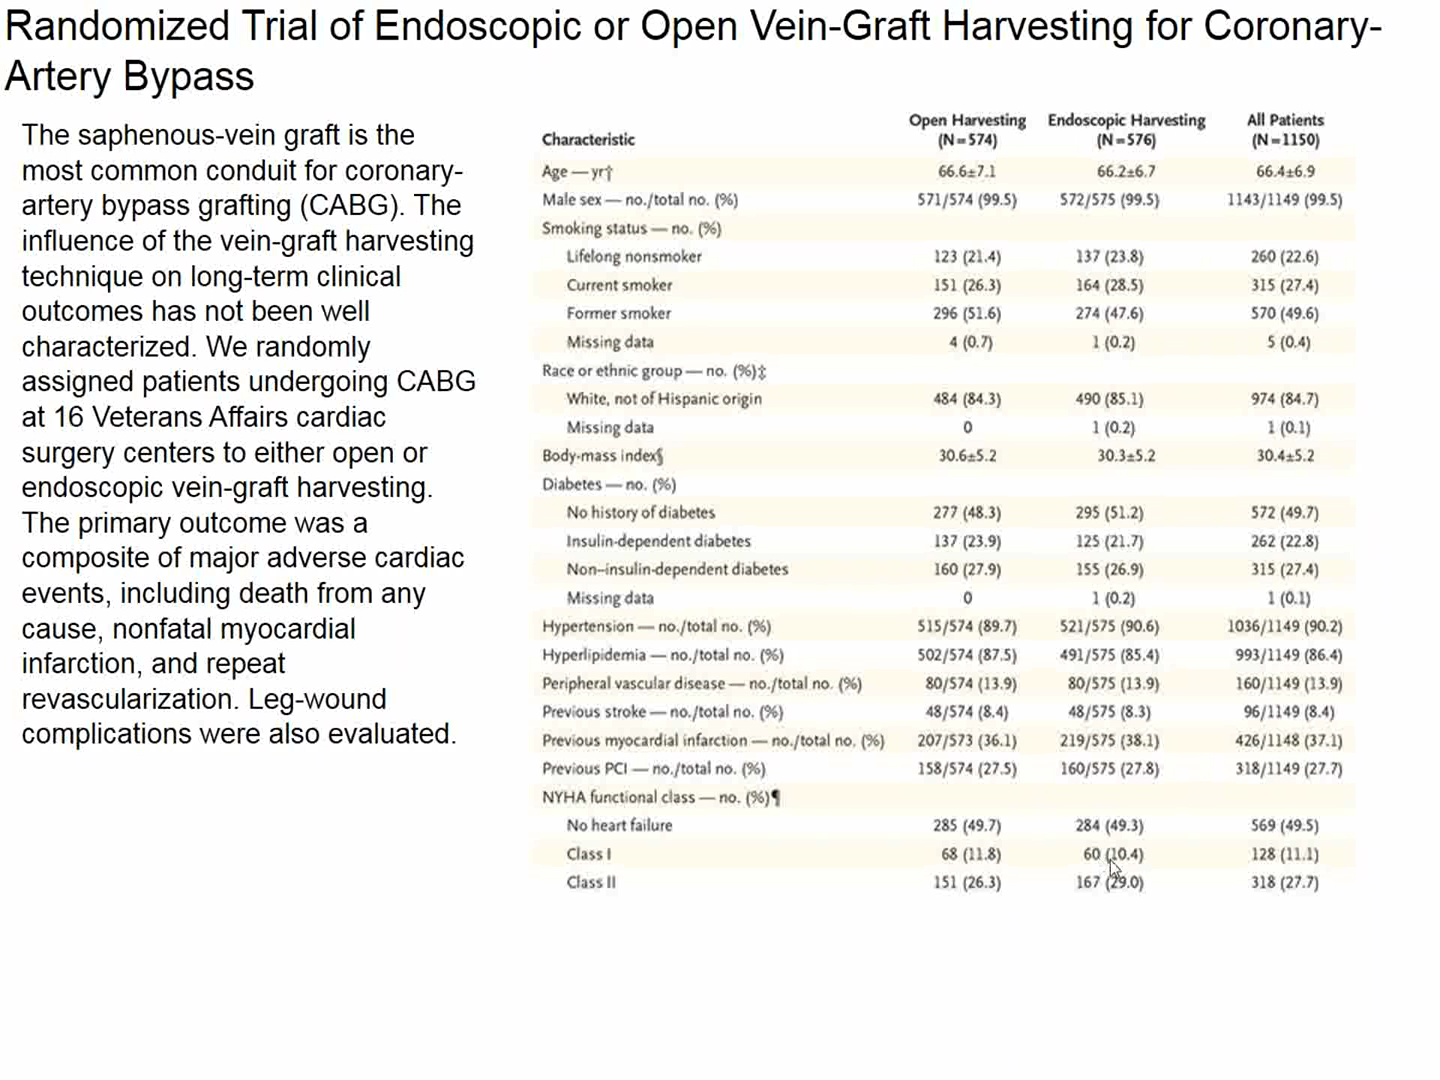 Randomized Trial of Endoscopic or Open Vein-Graft Harvesting for Coronary-
Artery Bypass
The saphenous-vein graft is the
most common conduit for coronary-
artery bypass grafting (CABG). The
influence of the vein-graft harvesting
technique on long-term clinical
outcomes has not been well
characterized. We randomly
assigned patients undergoing CABG
at 16 Veterans Affairs cardiac
surgery centers to either open or
endoscopic vein-graft harvesting.
The primary outcome was a
composite of major adverse cardiac
events, including death from any
cause, nonfatal myocardial
infarction, and repeat
revascularization. Leg-wound
complications were also evaluated.
Characteristic Open Harvesting (N=574) Endoscopic Harvesting (N=576) All Patients (N=1150)
Age — yr† 66.6±7.1 66.2±6.7 66.4±6.9
Male sex — no./total no. (%) 571/574 (99.5) 572/575 (99.5) 1143/1149 (99.5)
Smoking status — no. (%)
Lifelong nonsmoker 123 (21.4) 137 (23.8) 260 (22.6)
Current smoker 151 (26.3) 164 (28.5) 315 (27.4)
Former smoker 296 (51.6) 274 (47.6) 570 (49.6)
Missing data 4 (0.7) 1 (0.2) 5 (0.4)
Race or ethnic group — no. (%)‡
White, not of Hispanic origin 484 (84.3) 490 (85.1) 974 (84.7)
Missing data 0 1 (0.2) 1 (0.1)
Body-mass index§ 30.6±5.2 30.3±5.2 30.4±5.2
Diabetes — no. (%)
No history of diabetes 277 (48.3) 295 (51.2) 572 (49.7)
Insulin-dependent diabetes 137 (23.9) 125 (21.7) 262 (22.8)
Non–insulin-dependent diabetes 160 (27.9) 155 (26.9) 315 (27.4)
Missing data 0 1 (0.2) 1 (0.1)
Hypertension — no./total no. (%) 515/574 (89.7) 521/575 (90.6) 1036/1149 (90.2)
Hyperlipidemia — no./total no. (%) 502/574 (87.5) 491/575 (85.4) 993/1149 (86.4)
Peripheral vascular disease — no./total no. (%) 80/574 (13.9) 80/575 (13.9) 160/1149 (13.9)
Previous stroke — no./total no. (%) 48/574 (8.4) 48/575 (8.3) 96/1149 (8.4)
Previous myocardial infarction — no./total no. (%) 207/573 (36.1) 219/575 (38.1) 426/1148 (37.1)
Previous PCI — no./total no. (%) 158/574 (27.5) 160/575 (27.8) 318/1149 (27.7)
NYHA functional class — no. (%)¶
No heart failure 285 (49.7) 284 (49.3) 569 (49.5)
Class I 68 (11.8) 60 (10.4) 128 (11.1)
Class II 151 (26.3) 167 (29.0) 318 (27.7)